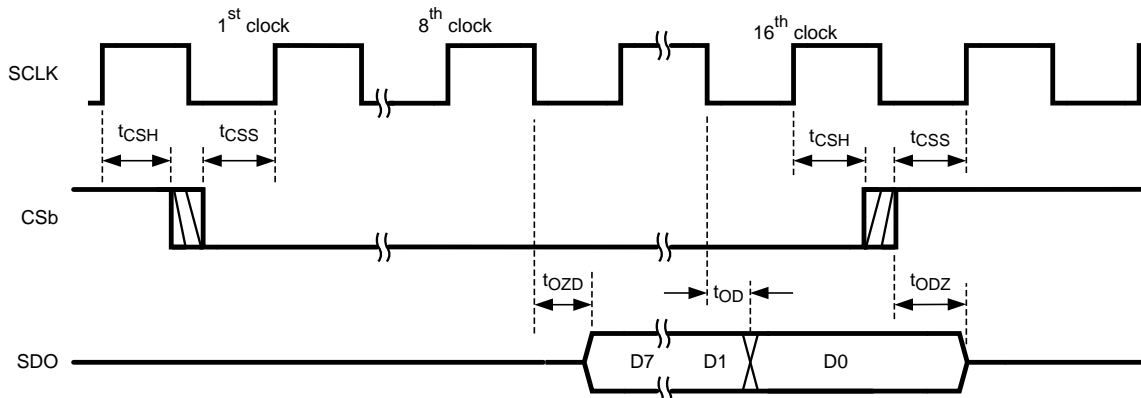 1st clock 8th clock 16th clock
SCLK
tCSH tCSS tCSH tCSS
CSb
tOZD tOD tODZ
SDO D7 D1 D0